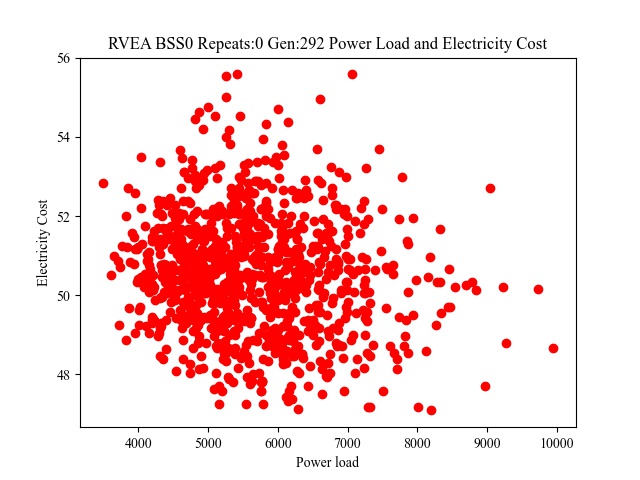 RVEA BSS0 Repeats:0 Gen:292 Power Load and Electricity Cost
56
54
52
50
48
Electricity Cost
4000 5000 6000 7000 8000 9000 10000
Power load